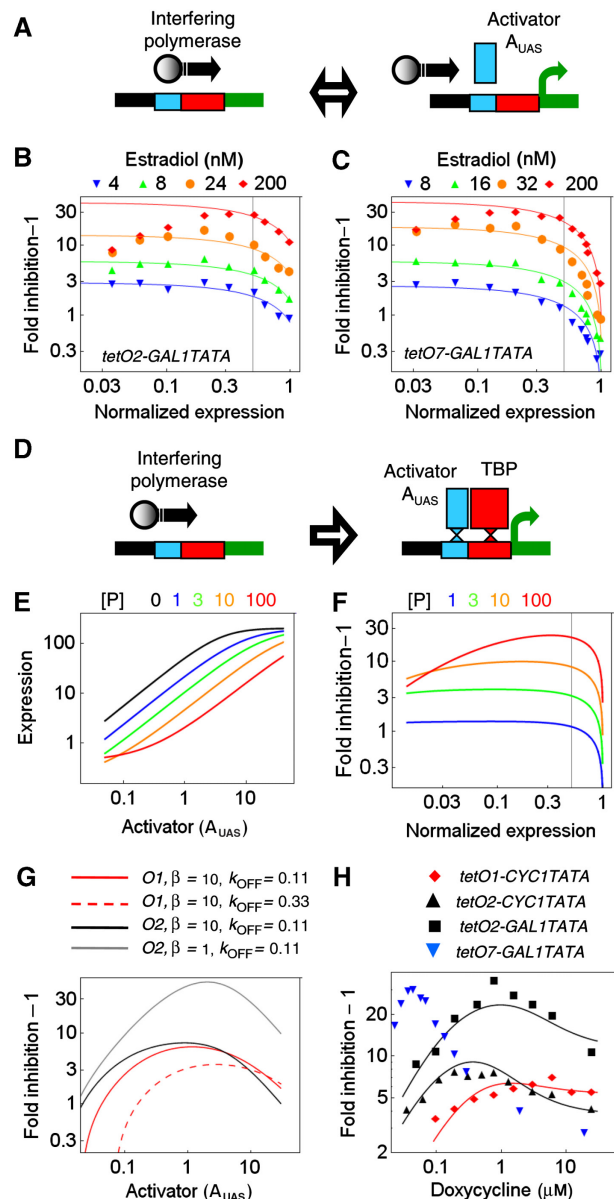 A
Interfering
polymerase
Activator
A UAS
B
Estradiol (nM)
4 8 24 200
Fold inhibition–1
30
10
3
1
0.3
tetO2-GAL1TATA
0.03 0.1 0.3 1
Normalized expression
C
Estradiol (nM)
8 16 32 200
Fold inhibition–1
30
10
3
1
0.3
tetO7-GAL1TATA
0.03 0.1 0.3 1
Normalized expression
D
Interfering
polymerase
Activator
A UAS
TBP
E
[P] 0 1 3 10 100
Expression
100
10
1
0.1 1 10
Activator (A UAS)
F
[P] 1 3 10 100
Fold inhibition–1
30
10
3
1
0.3
0.03 0.1 0.3 1
Normalized expression
G
O1, β = 10, kOFF= 0.11
O1, β = 10, kOFF= 0.33
O2, β = 10, kOFF= 0.11
O2, β = 1, kOFF= 0.11
Fold inhibition – 1
30
10
3
1
0.3
0.1 1 10
Activator (A UAS)
H
tetO1-CYC1TATA
tetO2-CYC1TATA
tetO2-GAL1TATA
tetO7-GAL1TATA
Fold inhibition – 1
20
10
5
2
0.1 1 10
Doxycycline (µM)